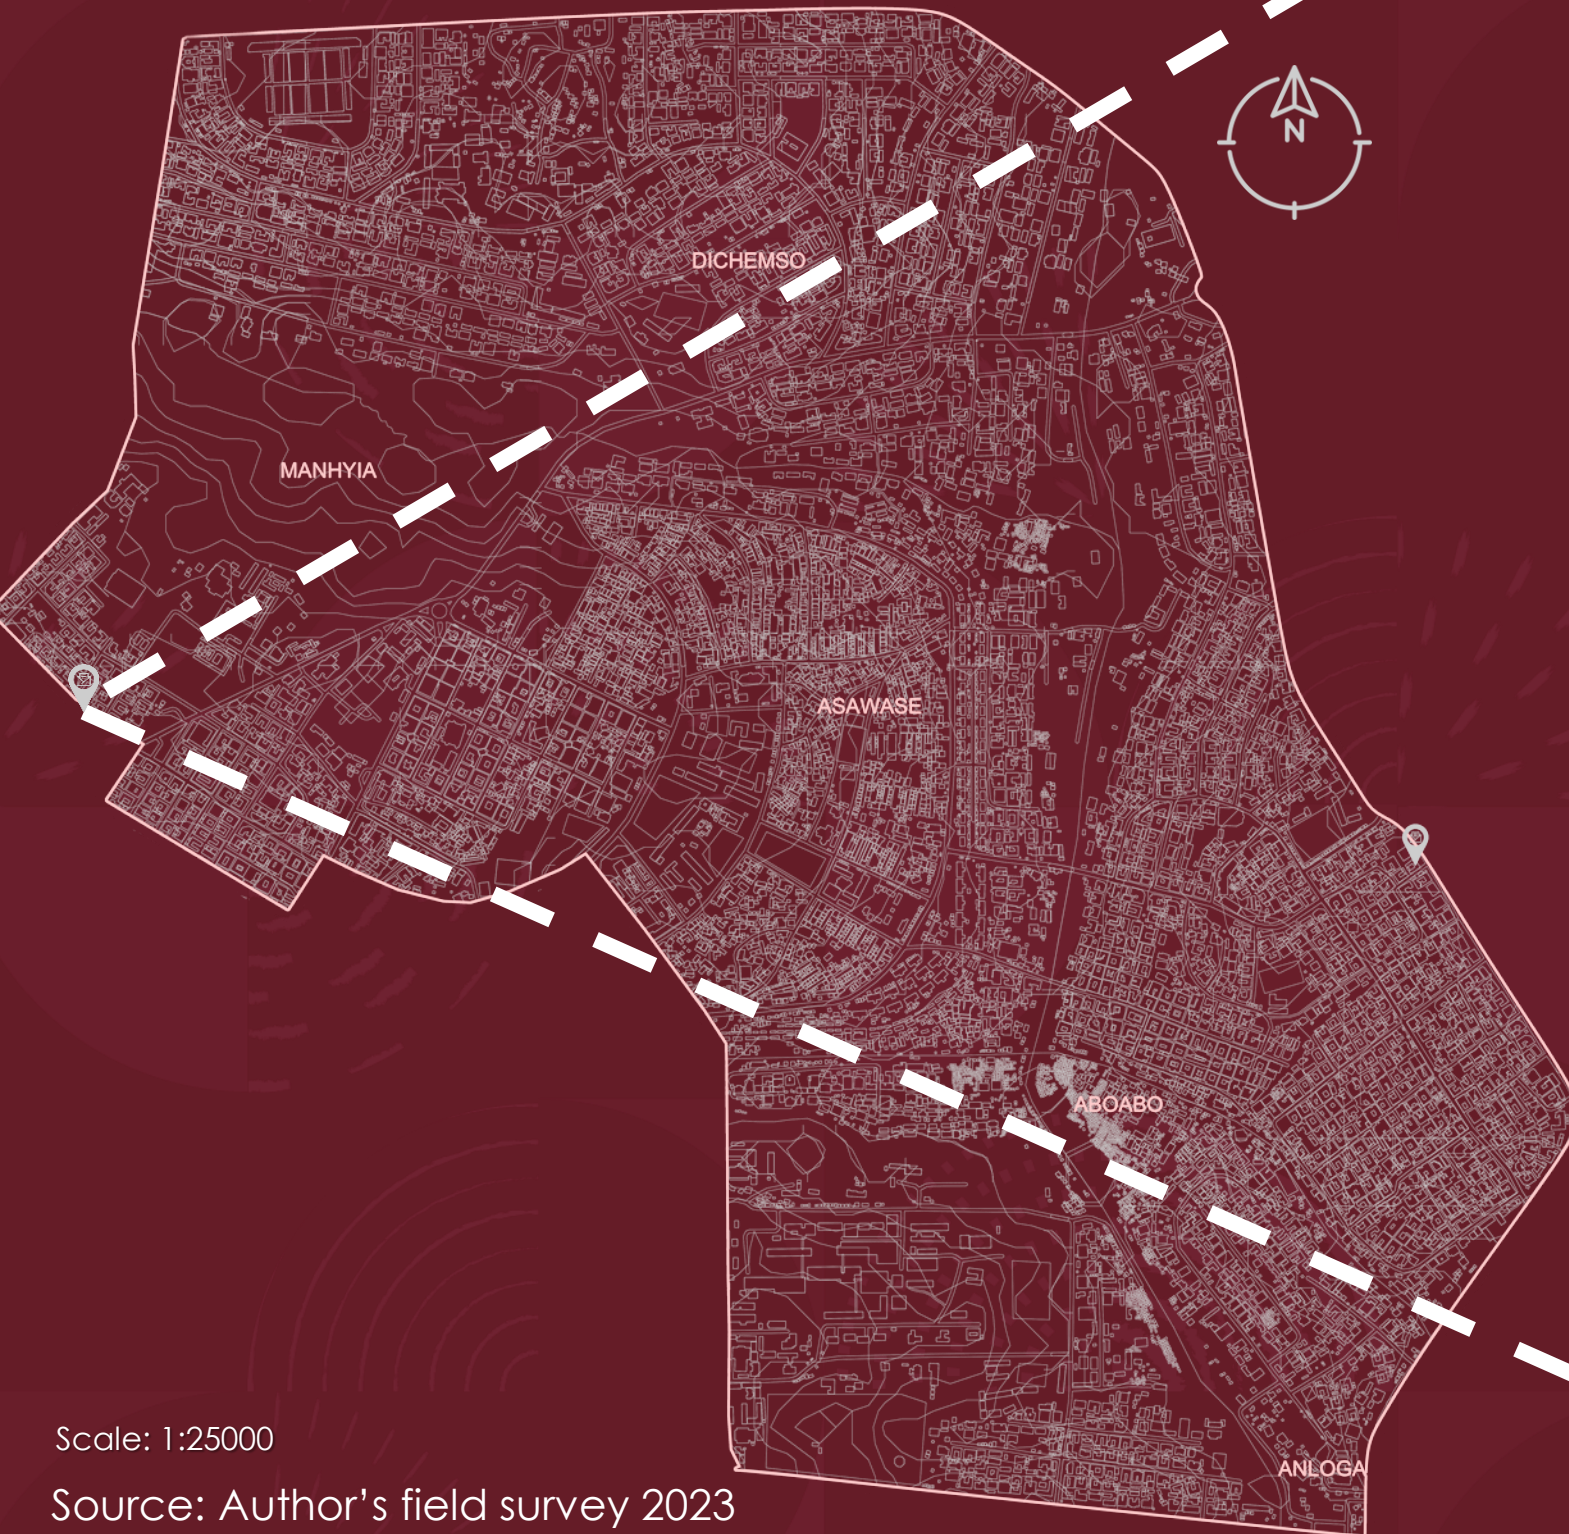 N
DICHEMSO
MANHYIA
ASAWASE
ABOABO
Scale: 1:25000
ANLOGA
Source: Author’s field survey 2023